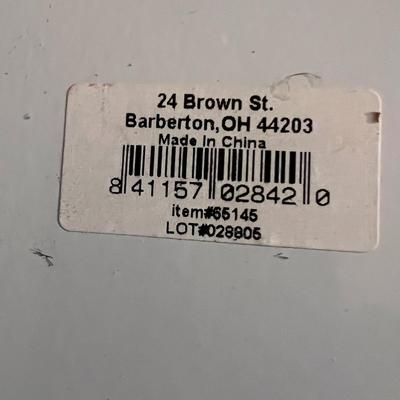 24 Brown St.
Barberton,OH 44203
Made In China
8 41157 02842 0
item#65145
LOT#028805